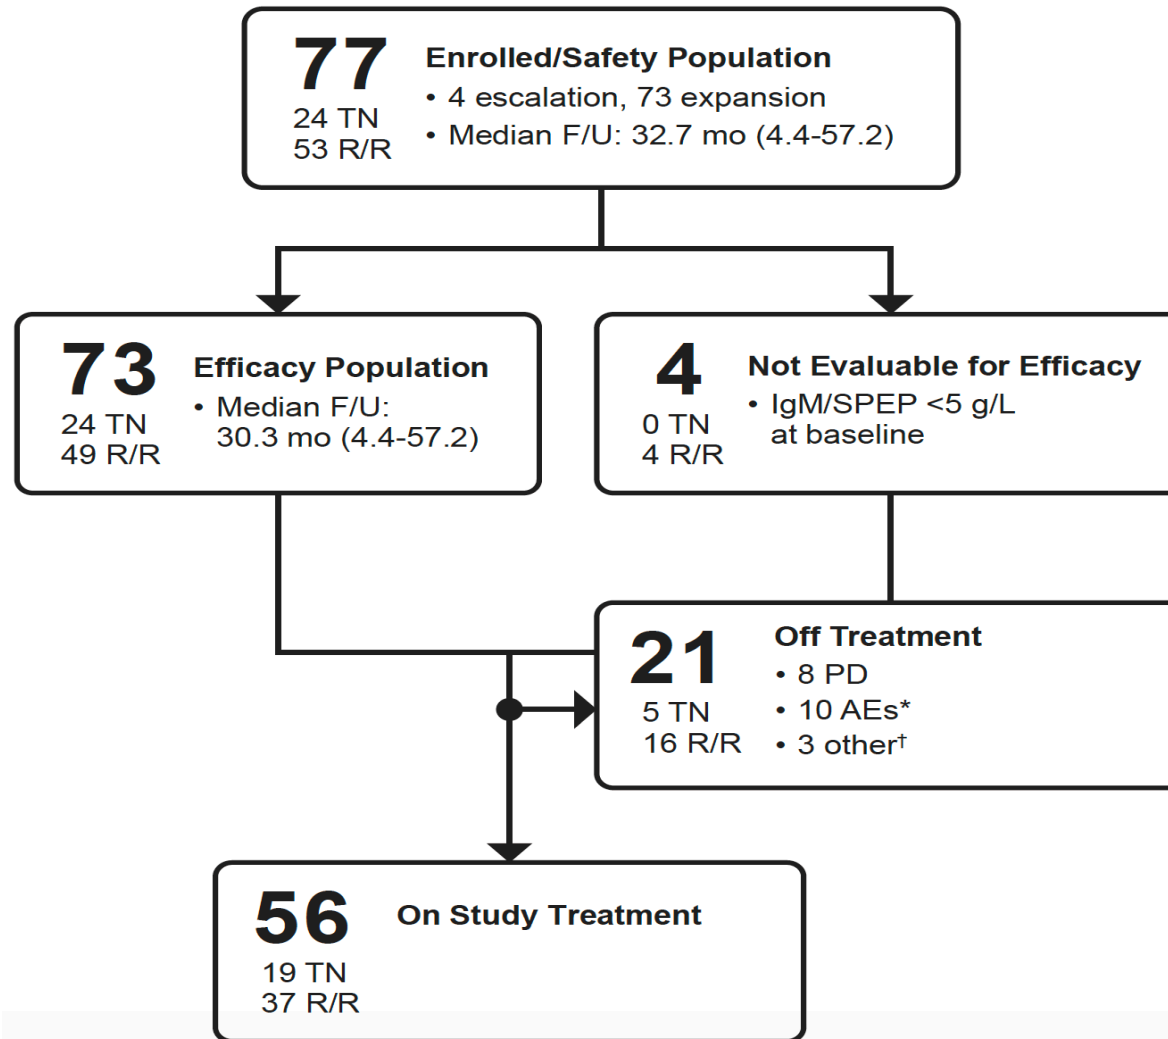 77
24 TN
53 R/R
Enrolled/Safety Population
• 4 escalation, 73 expansion
• Median F/U: 32.7 mo (4.4-57.2)
73
24 TN
49 R/R
Efficacy Population
• Median F/U:
30.3 mo (4.4-57.2)
4
0 TN
4 R/R
Not Evaluable for Efficacy
• IgM/SPEP <5 g/L
at baseline
21
5 TN
16 R/R
Off Treatment
• 8 PD
• 10 AEs*
• 3 other†
56
19 TN
37 R/R
On Study Treatment